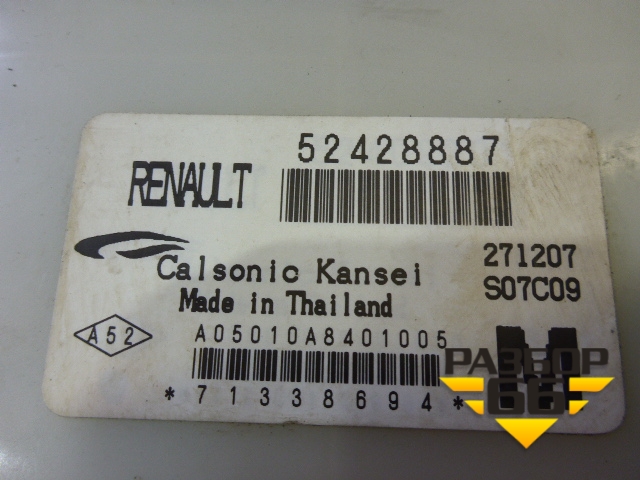 52428887
RENAULT
271207
Calsonic Kansei
S07C09
Made in Thailand
A52
A05010A8401005
*71338694*
РАЗБОР
66